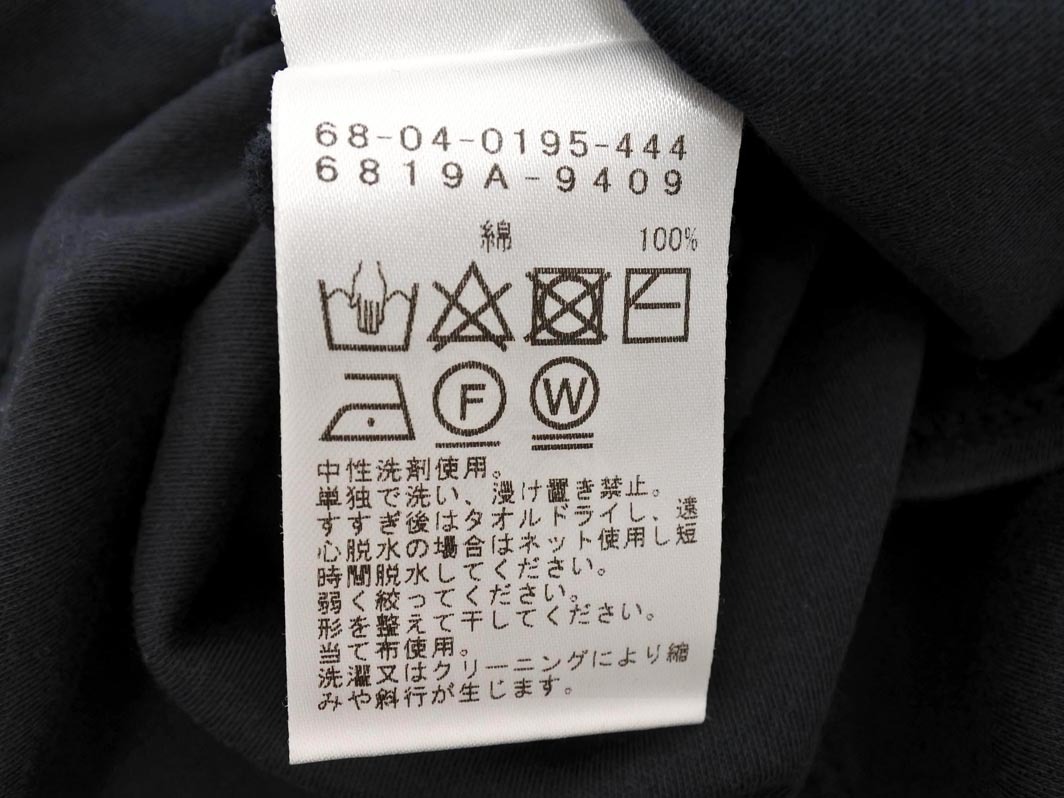 68-04-0195-444
6819A-9409
綿 100%
F W
中性洗剤使用。
単独で洗い、浸け置き禁止。
すすぎ後はタオルドライし、遠
心脱水の場合はネット使用し短
時間脱水してください。
弱く絞ってください。
形を整えて干してください。
当て布使用。
洗濯又はクリーニングにより縮
みや斜行が生じます。